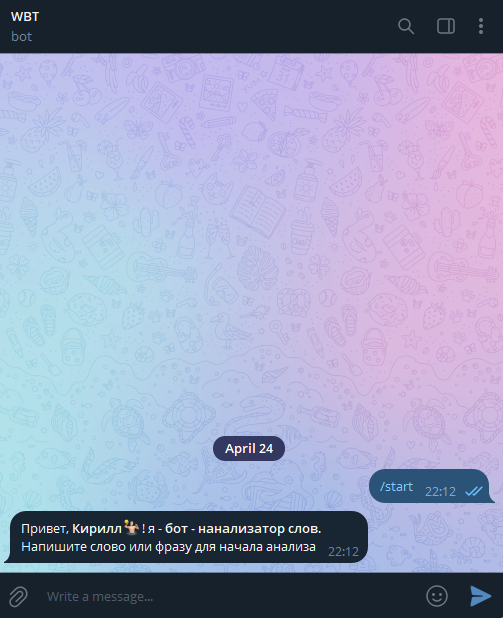 WBT
bot
April 24
/start 22:12
Привет, Кирилл🤹🏼! я - бот - нанализатор слов.
Напишите слово или фразу для начала анализа 22:12
Write a message...